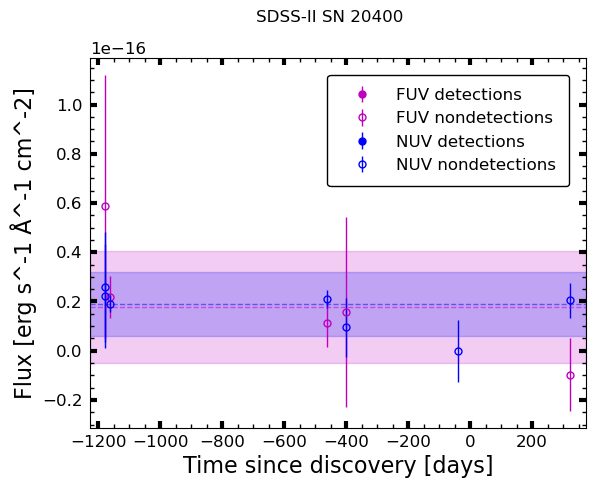 SDSS-II SN 20400
1e−16
FUV detections
FUV nondetections
NUV detections
NUV nondetections
1.0
0.8
0.6
0.4
0.2
0.0
−0.2
Flux [erg s^-1 Å^-1 cm^-2]
−1200 −1000 −800 −600 −400 −200 0 200
Time since discovery [days]